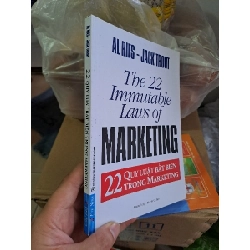 AL RIES - JACK TROUT
The 22
Immutable
Laws of
MARKETING
22 QUY LUẬT BẤT BIẾN
TRONG MARKETING